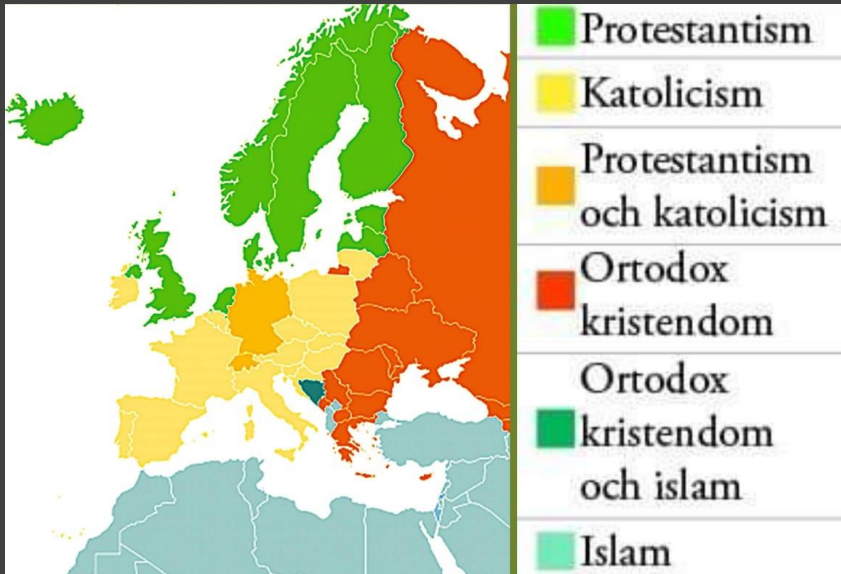 Protestantism
Katolicism
Protestantism
och katolicism
Ortodox
kristendom
Ortodox
kristendom
och islam
Islam